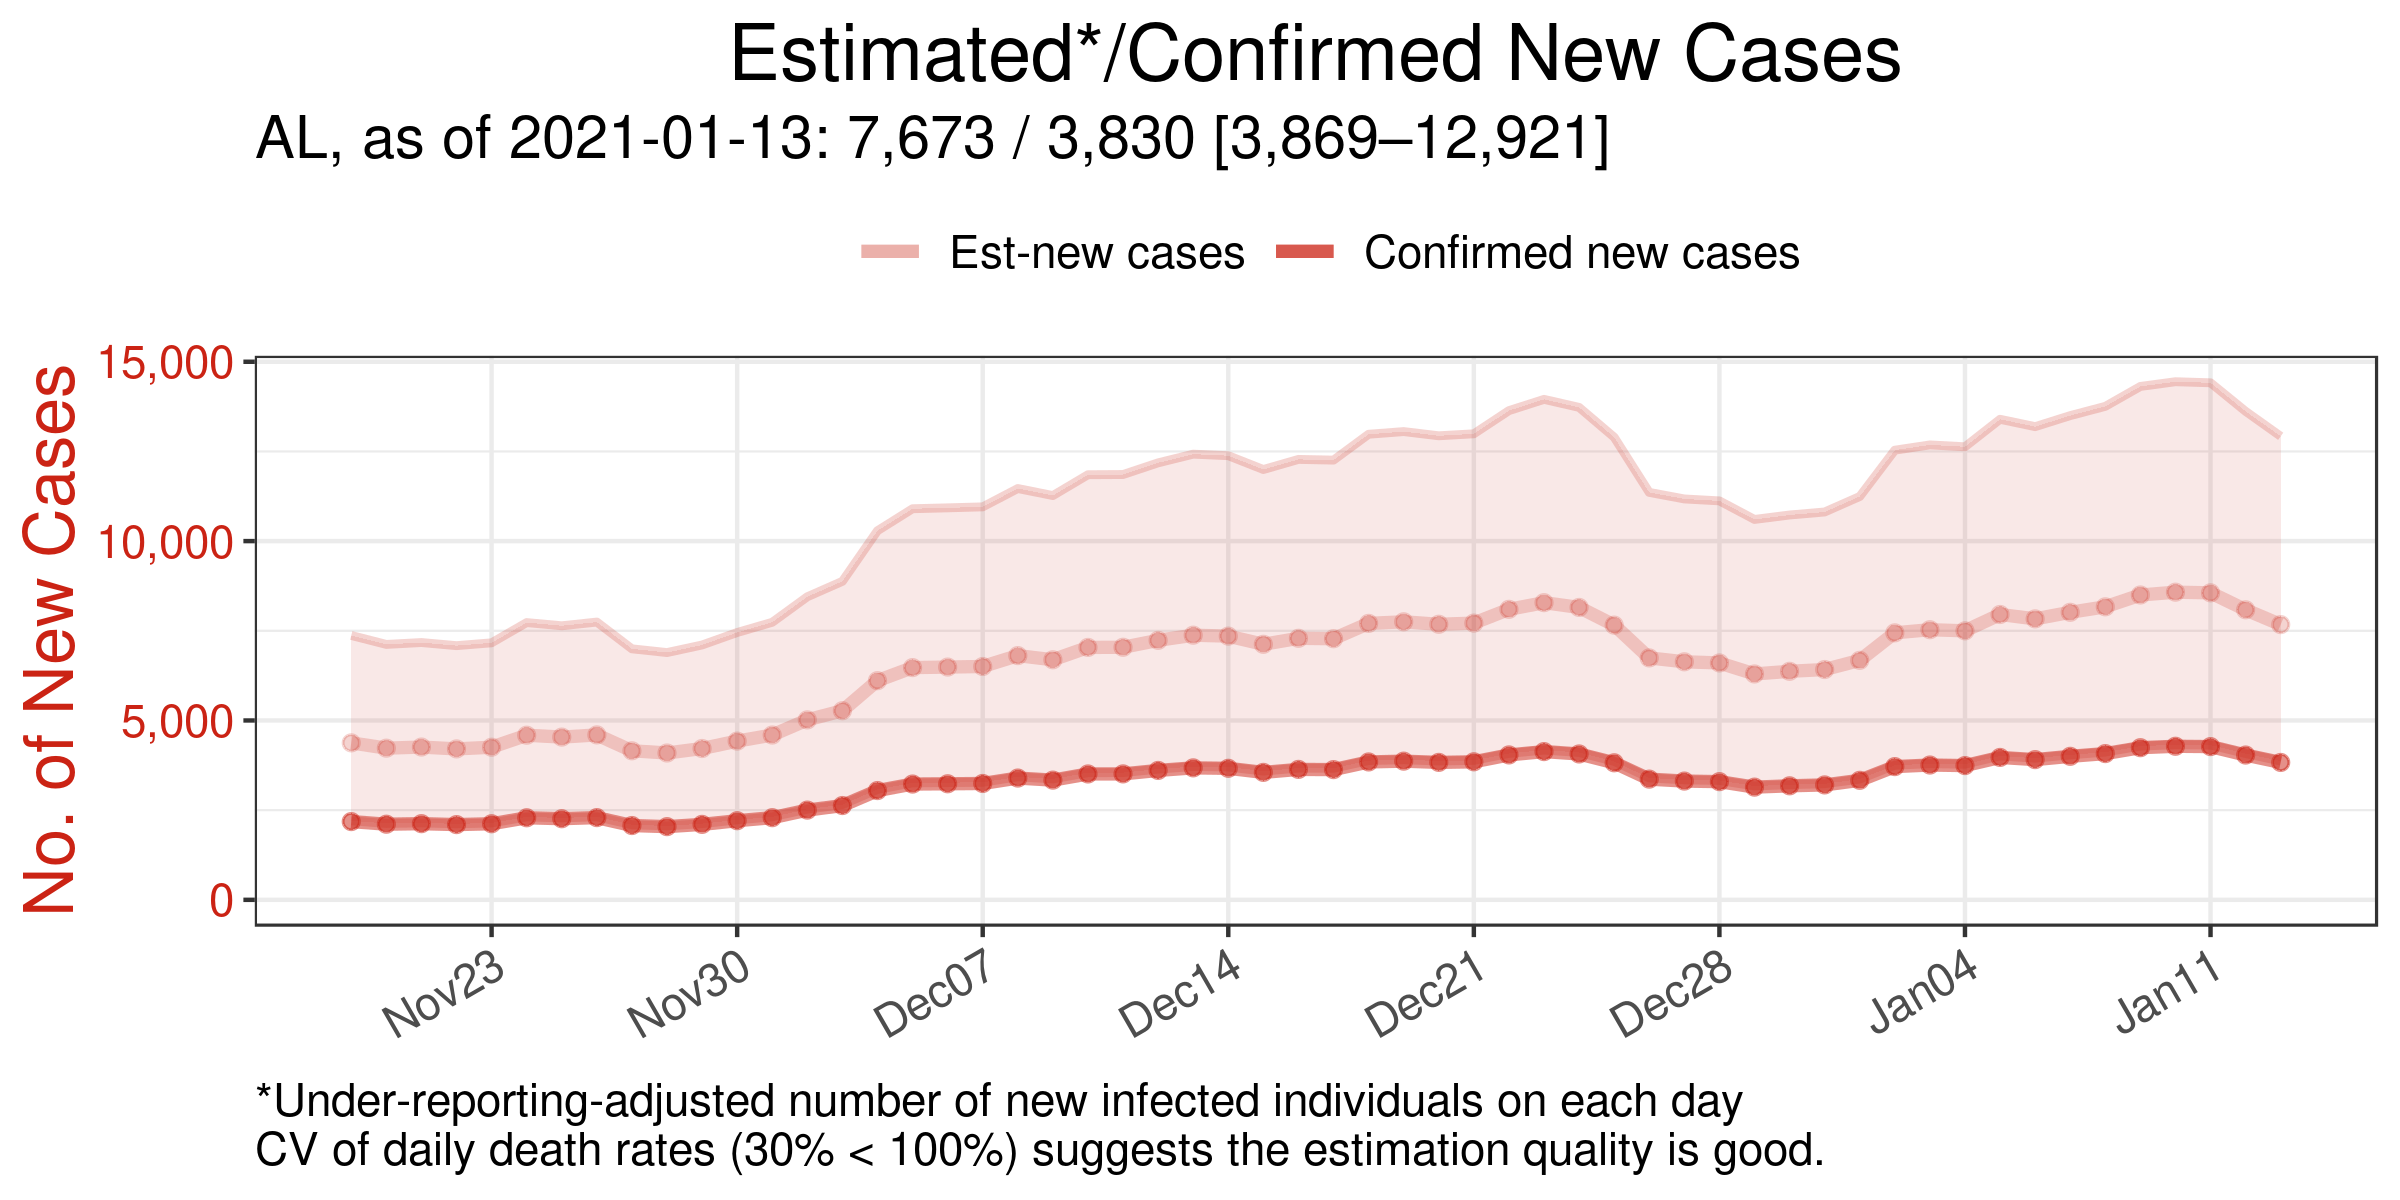 Estimated*/Confirmed New Cases
AL, as of 2021-01-13: 7,673 / 3,830 [3,869–12,921]
Est-new cases
Confirmed new cases
No. of New Cases
15,000
10,000
5,000
0
Nov23
Nov30
Dec07
Dec14
Dec21
Dec28
Jan04
Jan11
*Under-reporting-adjusted number of new infected individuals on each day
CV of daily death rates (30% < 100%) suggests the estimation quality is good.